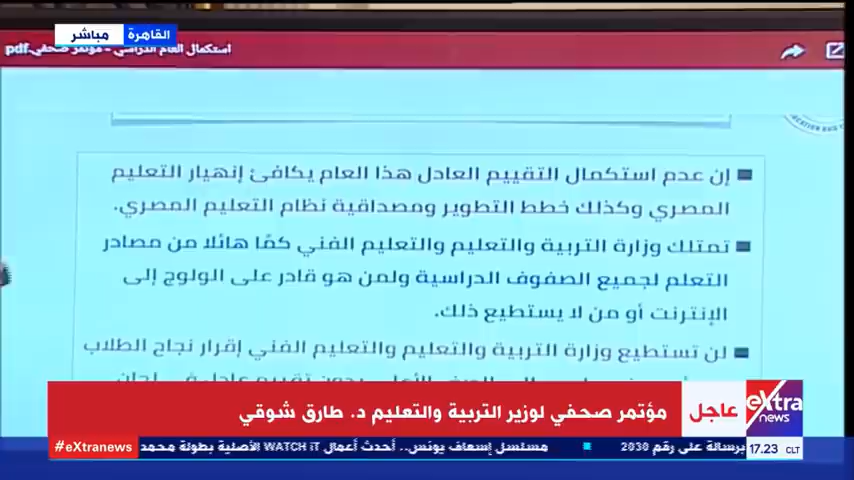 مباشر القاهرة
استكمال العام الدراسي - مؤتمر صحفي.pdf
إن عدم استكمال التقييم العادل هذا العام يكافئ إنهيار التعليم
المصري وكذلك خطط التطوير ومصداقية نظام التعليم المصري.
تمتلك وزارة التربية والتعليم والتعليم الفني كمًا هائلا من مصادر
التعلم لجميع الصفوف الدراسية ولمن هو قادر على الولوج إلى
الإنترنت أو من لا يستطيع ذلك.
لن تستطيع وزارة التربية والتعليم والتعليم الفني إقرار نجاح الطلاب
عاجل
eXtra
news
مؤتمر صحفي لوزير التربية والتعليم د. طارق شوقي
#eXtranews
برسالة على رقم 2030
مسلسل إسعاف يونس.. أحدث أعمال WATCH iT الأصلية بطولة محمد
17.23 CLT